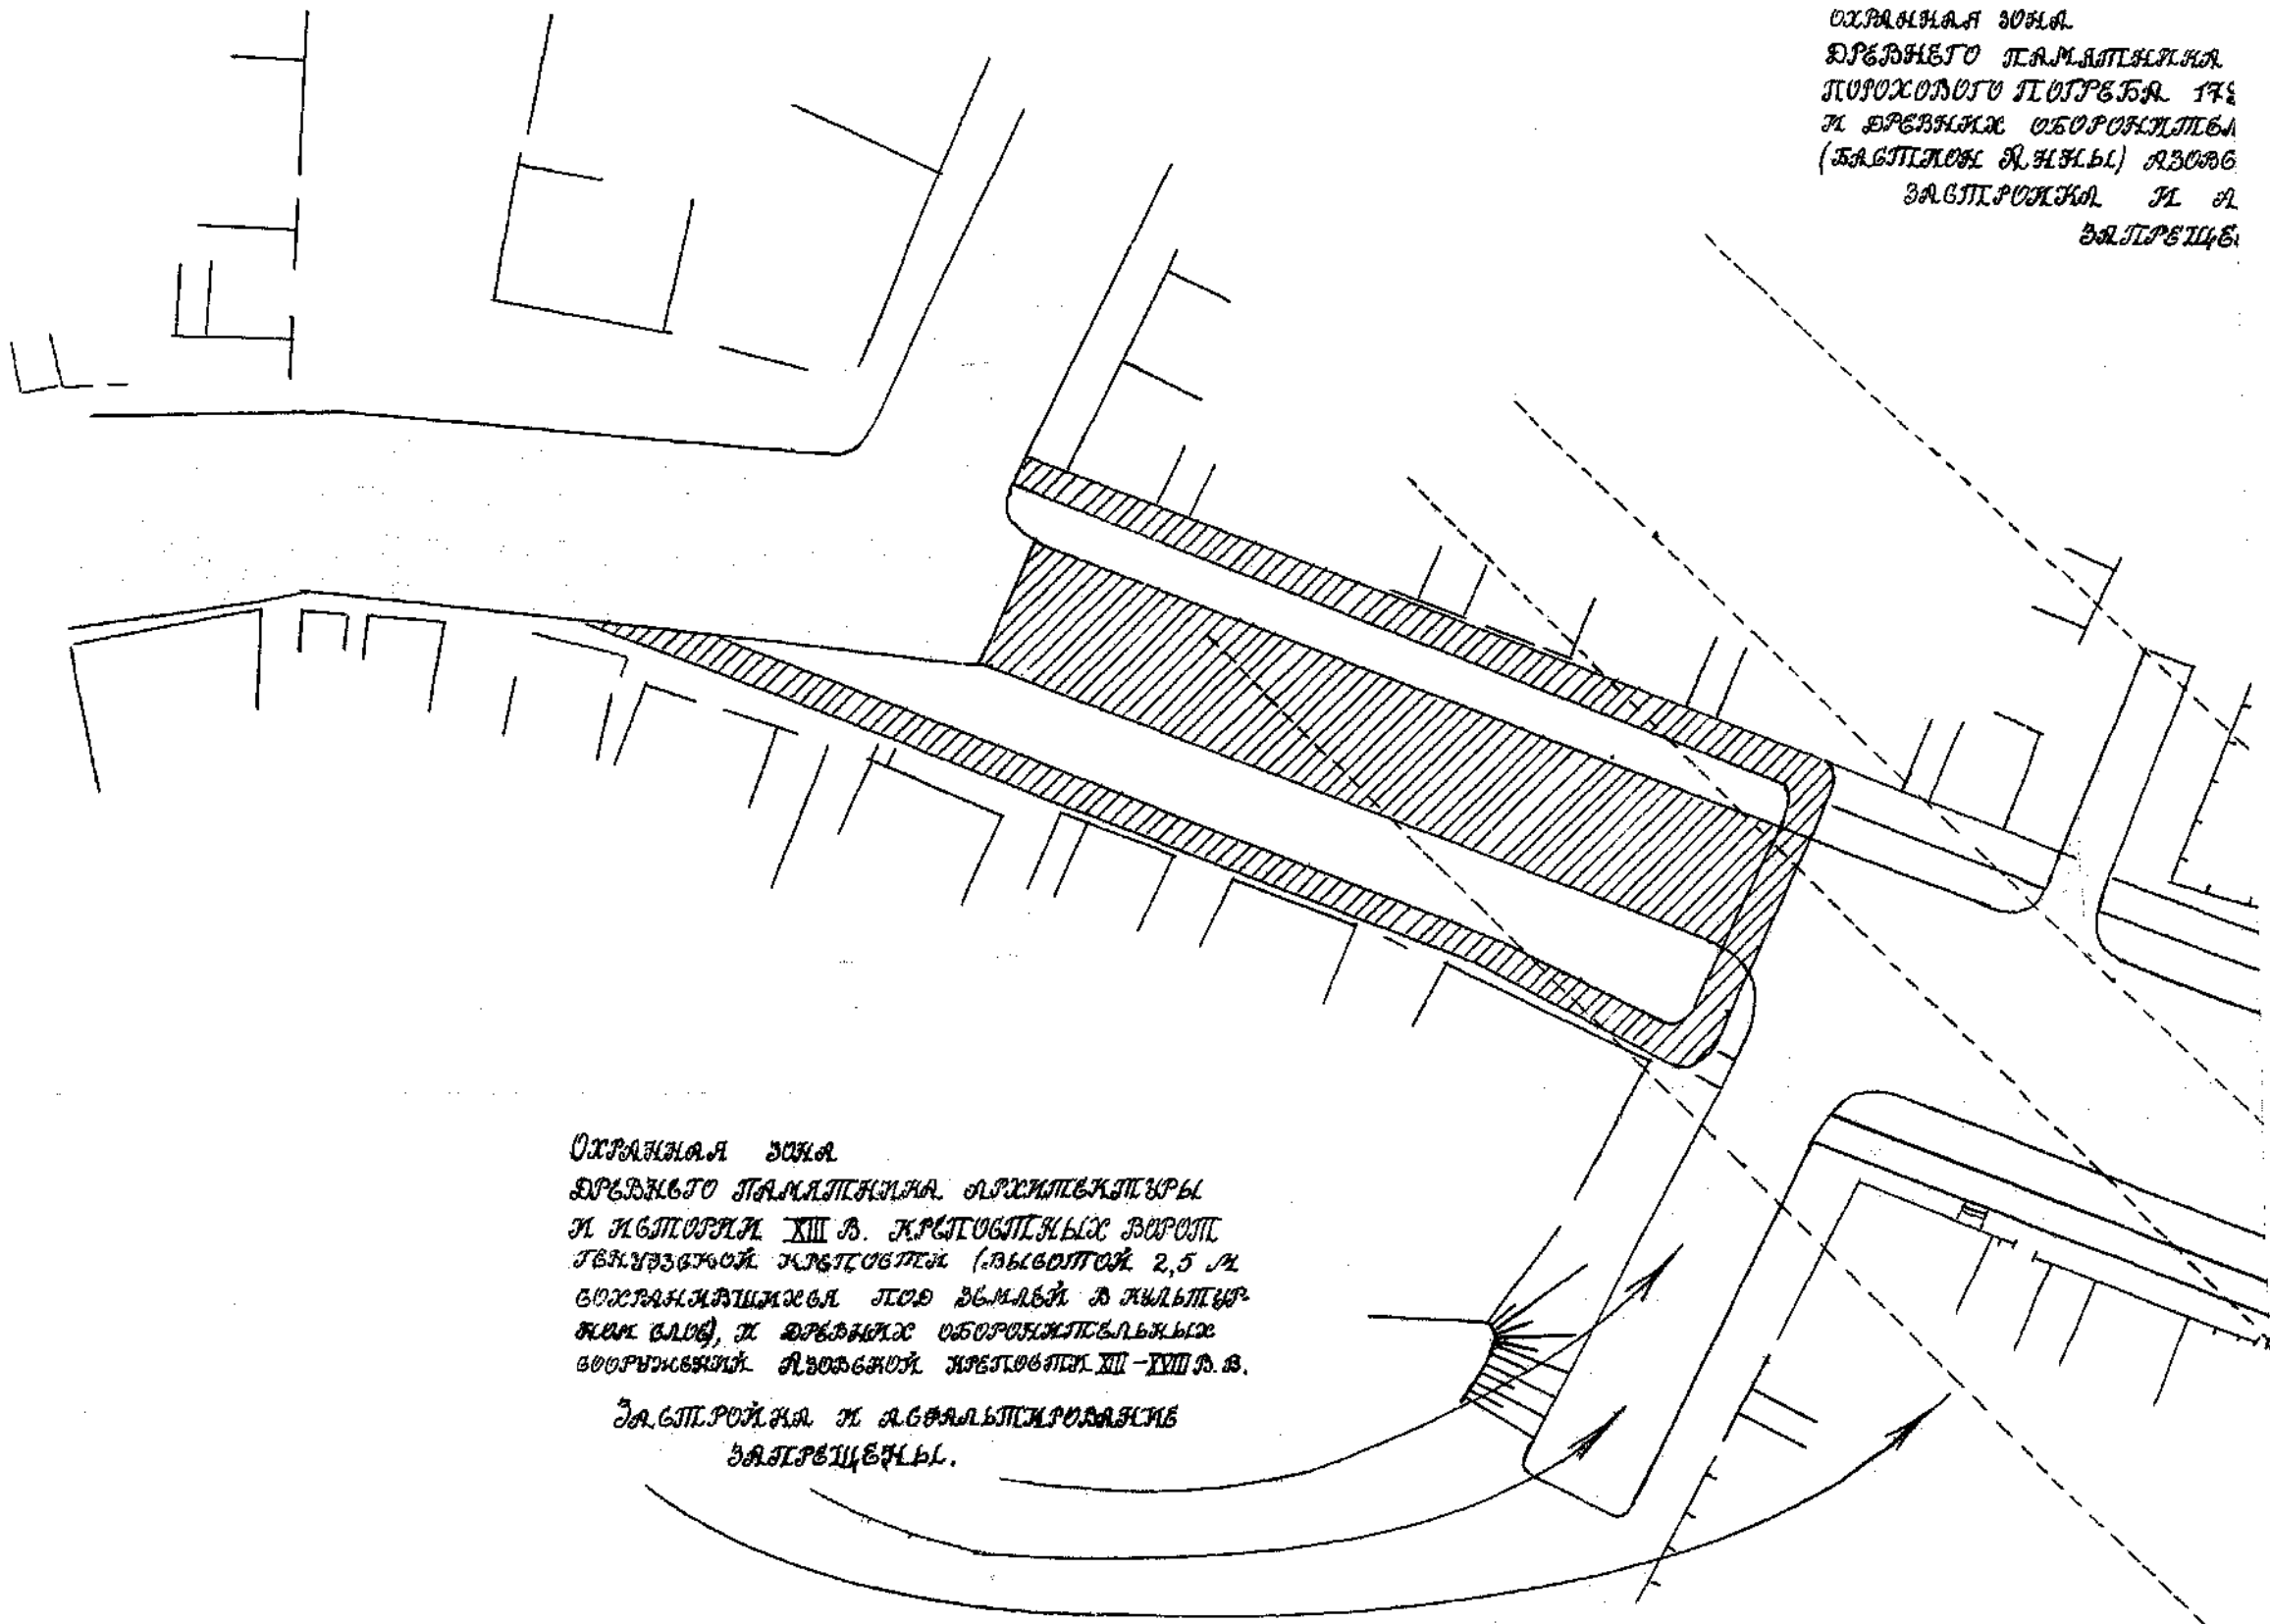 ОХРАННАЯ ЗОНА
ДРЕВНЕГО ПАМЯТНИКА
ПОРОХОВОГО ПОГРЕБА
И ДРЕВНИХ ОБОРОНИТЕЛ
(БАСТИОН АННЫ) АЗОВС
ЗАСТРОЙКА И А
ЗАПРЕЩЕ
ОХРАННАЯ ЗОНА
ДРЕВНЕГО ПАМЯТНИКА АРХИТЕКТУРЫ
И ИСТОРИИ XIII В. КРЕПОСТНЫХ ВОРОТ
ГЕНУЭЗСКОЙ КРЕПОСТИ (ВЫСОТОЙ 2,5 М
СОХРАНИВШИХСЯ ПОД ЗЕМЛЕЙ В КУЛЬТУР-
НОМ СЛОЕ), И ДРЕВНИХ ОБОРОНИТЕЛЬНЫХ
СООРУЖЕНИЙ АЗОВСКОЙ КРЕПОСТИ XIII-XVIII В.В.
ЗАСТРОЙКА И АСФАЛЬТИРОВАНИЕ
ЗАПРЕЩЕНЫ.